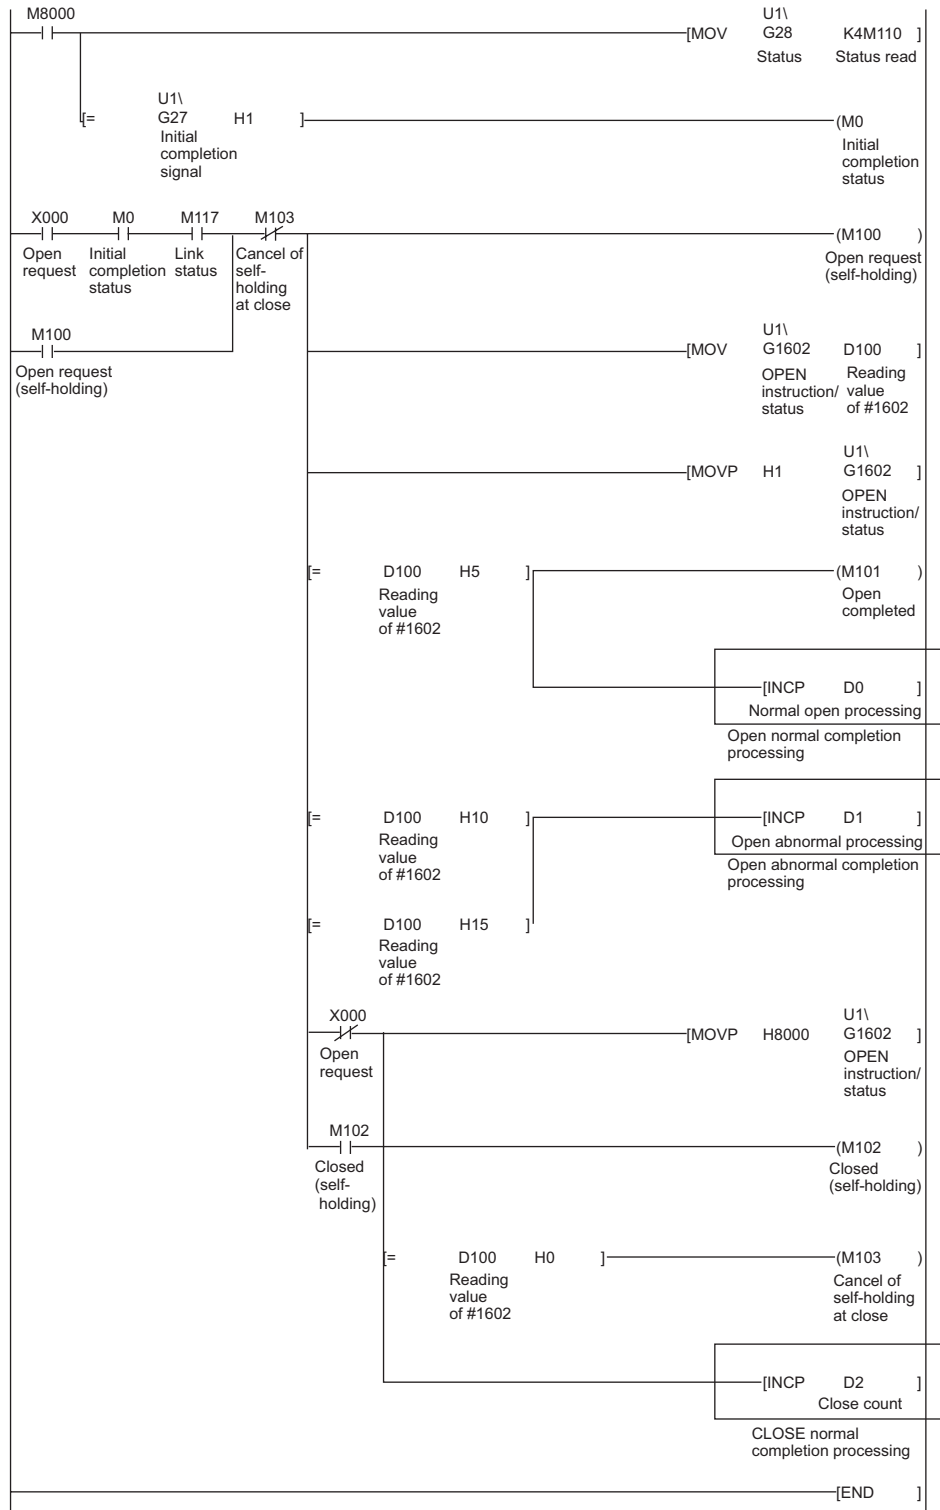 M8000
U1\
[MOV G28 K4M110 ]
Status Status read
U1\
[= G27 H1 ]
(M0
Initial
completion
signal
Initial
completion
status
X000 M0 M117 M103
(M100 )
Open
request
Initial
completion
status
Link
status
Cancel of
self-
holding
at close
Open request
(self-holding)
M100
Open request
(self-holding)
U1\
[MOV G1602 D100 ]
OPEN
instruction/
status
Reading
value
of #1602
U1\
[MOVP H1 G1602 ]
OPEN
instruction/
status
[= D100 H5 ]
(M101 )
Reading
value
of #1602
Open
completed
[INCP D0 ]
Normal open processing
Open normal completion
processing
[= D100 H10 ]
[INCP D1 ]
Reading
value
of #1602
Open abnormal processing
Open abnormal completion
processing
[= D100 H15 ]
Reading
value
of #1602
X000
Open
request
U1\
[MOVP H8000 G1602 ]
OPEN
instruction/
status
M102
(M102 )
Closed
(self-
holding)
Closed
(self-holding)
[= D100 H0 ]
(M103 )
Reading
value
of #1602
Cancel of
self-holding
at close
[INCP D2 ]
Close count
CLOSE normal
completion processing
[END ]